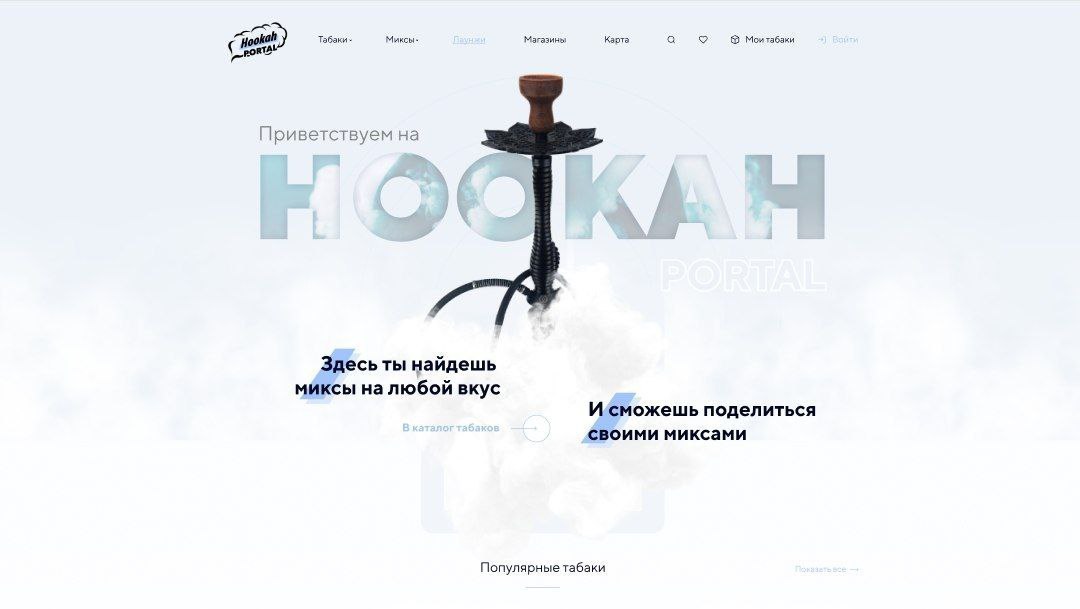 Hookah
PORTAL
Табаки
Миксы
Лаунжи
Магазины
Карта
Мои табаки
Войти
Приветствуем на
HOOKAH
PORTAL
Здесь ты найдешь
миксы на любой вкус
В каталог табаков
И сможешь поделиться
своими миксами
Популярные табаки
Показать все →